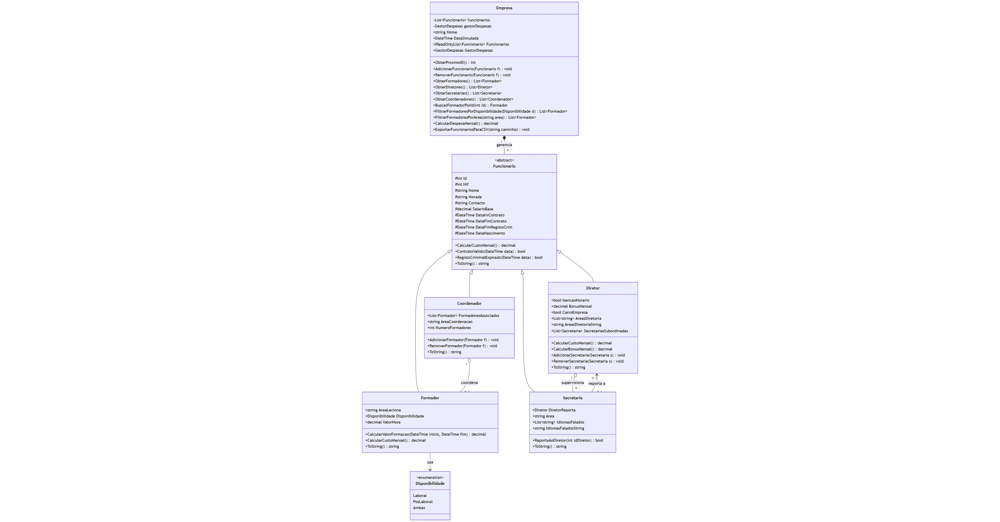 Empresa
-List<Funcionario> funcionarios
-GestorDespesas gestorDespesas
+string Nome
+DateTime DataSimulada
+IReadOnlyList<Funcionario> Funcionarios
+GestorDespesas GestorDespesas
+ObterProximoID() : int
+AdicionarFuncionario(Funcionario f) : void
+RemoverFuncionario(Funcionario f) : void
+ObterFormadores() : List<Formador>
+ObterDiretores() : List<Diretor>
+ObterSecretarias() : List<Secretaria>
+ObterCoordenadores() : List<Coordenador>
+BuscarFormadorPorId(int id) : Formador
+FiltrarFormadoresPorDisponibilidade(Disponibilidade d) : List<Formador>
+FiltrarFormadoresPorArea(string area) : List<Formador>
+CalcularDespesaMensal() : decimal
+ExportarFuncionariosParaCSV(string caminho) : void
1
gerencia
0..*
«abstract»
Funcionario
#int Id
#int Nif
#string Nome
#string Morada
#string Contacto
#decimal SalarioBase
#DateTime DataIniContrato
#DateTime DataFimContrato
#DateTime DataFimRegistoCrim
#DateTime DataNascimento
+CalcularCustoMensal() : decimal
+ContratoValido(DateTime data) : bool
+RegistoCriminalExpirado(DateTime data) : bool
+ToString() : string
Diretor
+bool IsencaoHorario
+decimal BonusMensal
+bool CarroEmpresa
+List<string> AreasDiretoria
+string AreasDiretoriaString
+List<Secretaria> SecretariasSubordinadas
+CalcularCustoMensal() : decimal
+CalcularBonusMensal() : decimal
+AdicionarSecretaria(Secretaria s) : void
+RemoverSecretaria(Secretaria s) : void
+ToString() : string
Coordenador
+List<Formador> FormadoresAssociados
+string AreaCoordenacao
+int NumeroFormadores
+AdicionarFormador(Formador f) : void
+RemoverFormador(Formador f) : void
+ToString() : string
1
coordena
1
supervisiona
0..*
0..1
reporta a
Formador
+string AreaLeciona
+Disponibilidade Disponibilidade
+decimal ValorHora
+CalcularValorFormacao(DateTime inicio, DateTime fim) : decimal
+CalcularCustoMensal() : decimal
+ToString() : string
Secretaria
+Diretor DiretorReporta
+string Area
+List<string> IdiomasFalados
+string IdiomasFaladosString
+ReportaAoDiretor(int idDiretor) : bool
+ToString() : string
usa
«enumeration»
Disponibilidade
Laboral
PosLaboral
Ambas